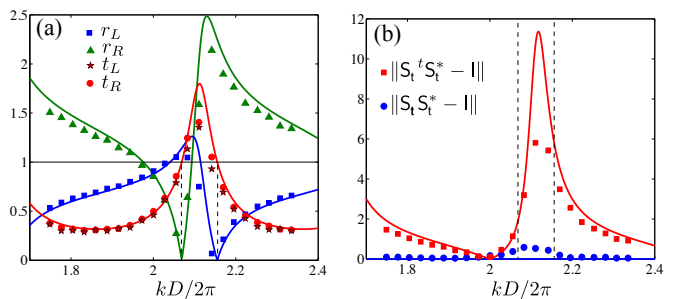 (a)
r_L
r_R
t_L
t_R
2.5
2
1.5
1
0.5
0
1.8
2
2.2
2.4
kD/2π
(b)
‖S_t ᵗS_t* − I‖
‖S_t S_t* − I‖
12
10
8
6
4
2
0
1.8
2
2.2
2.4
kD/2π